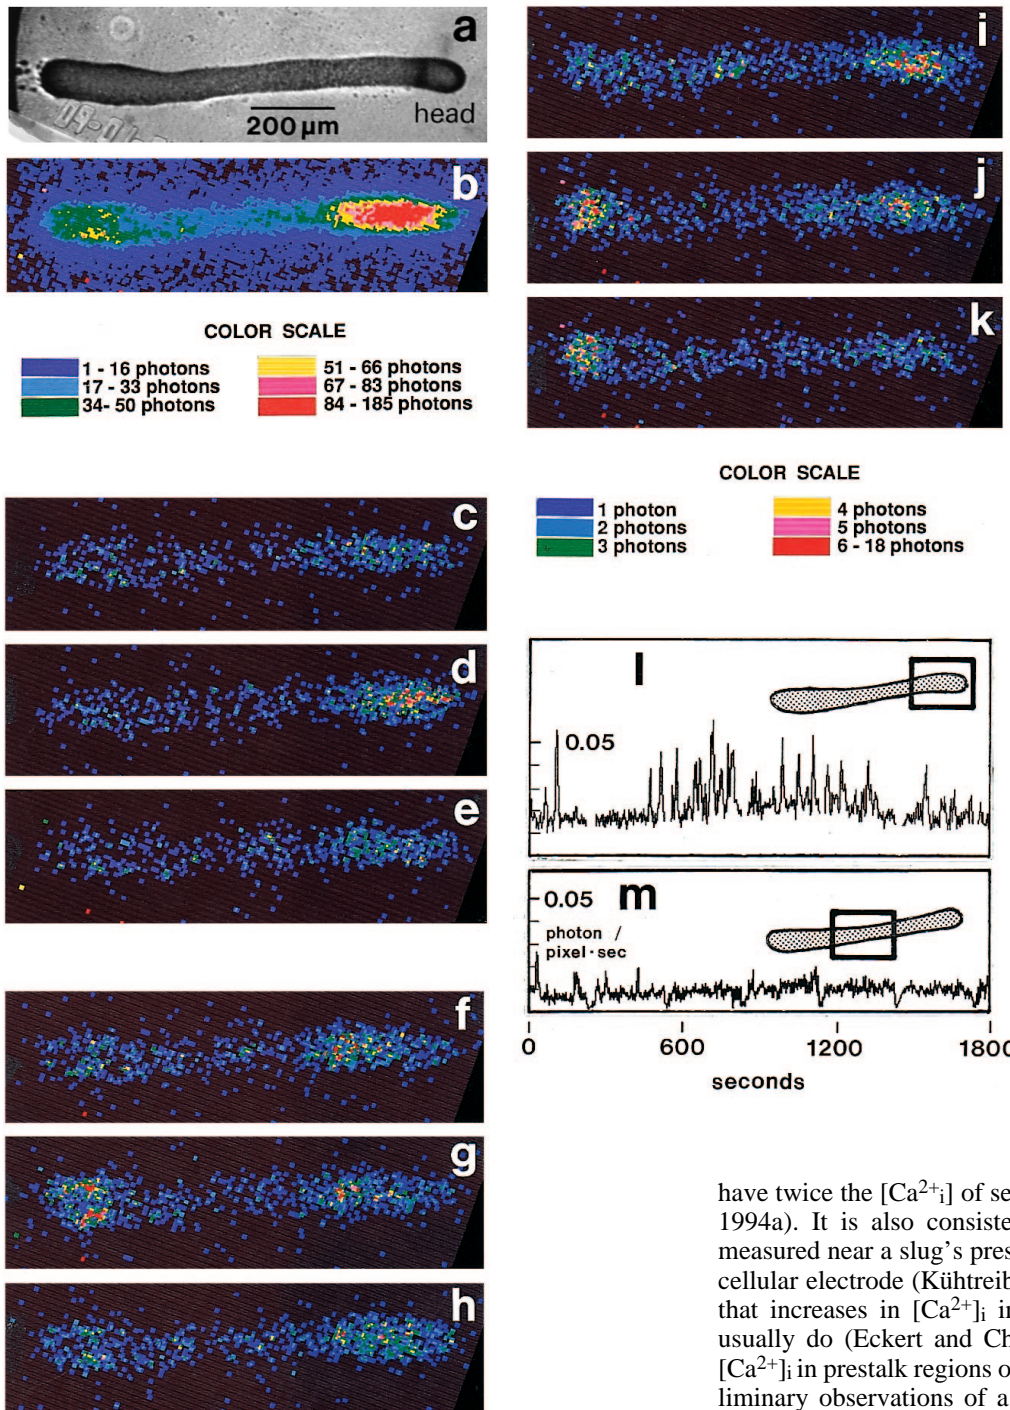 a
head
200 µm
b
COLOR SCALE
1 - 16 photons
17 - 33 photons
34- 50 photons
51 - 66 photons
67 - 83 photons
84 - 185 photons
c
d
e
f
g
h
i
j
k
COLOR SCALE
1 photon
2 photons
3 photons
4 photons
5 photons
6 - 18 photons
l
0.05
m
0.05
photon /
pixel·sec
0 600 1200 1800
seconds
have twice the [Ca²⁺ᵢ] of se
1994a). It is also consiste
measured near a slug's pres
cellular electrode (Kühtreib
that increases in [Ca²⁺]ᵢ in
usually do (Eckert and Ch
[Ca²⁺]ᵢ in prestalk regions o
liminary observations of a